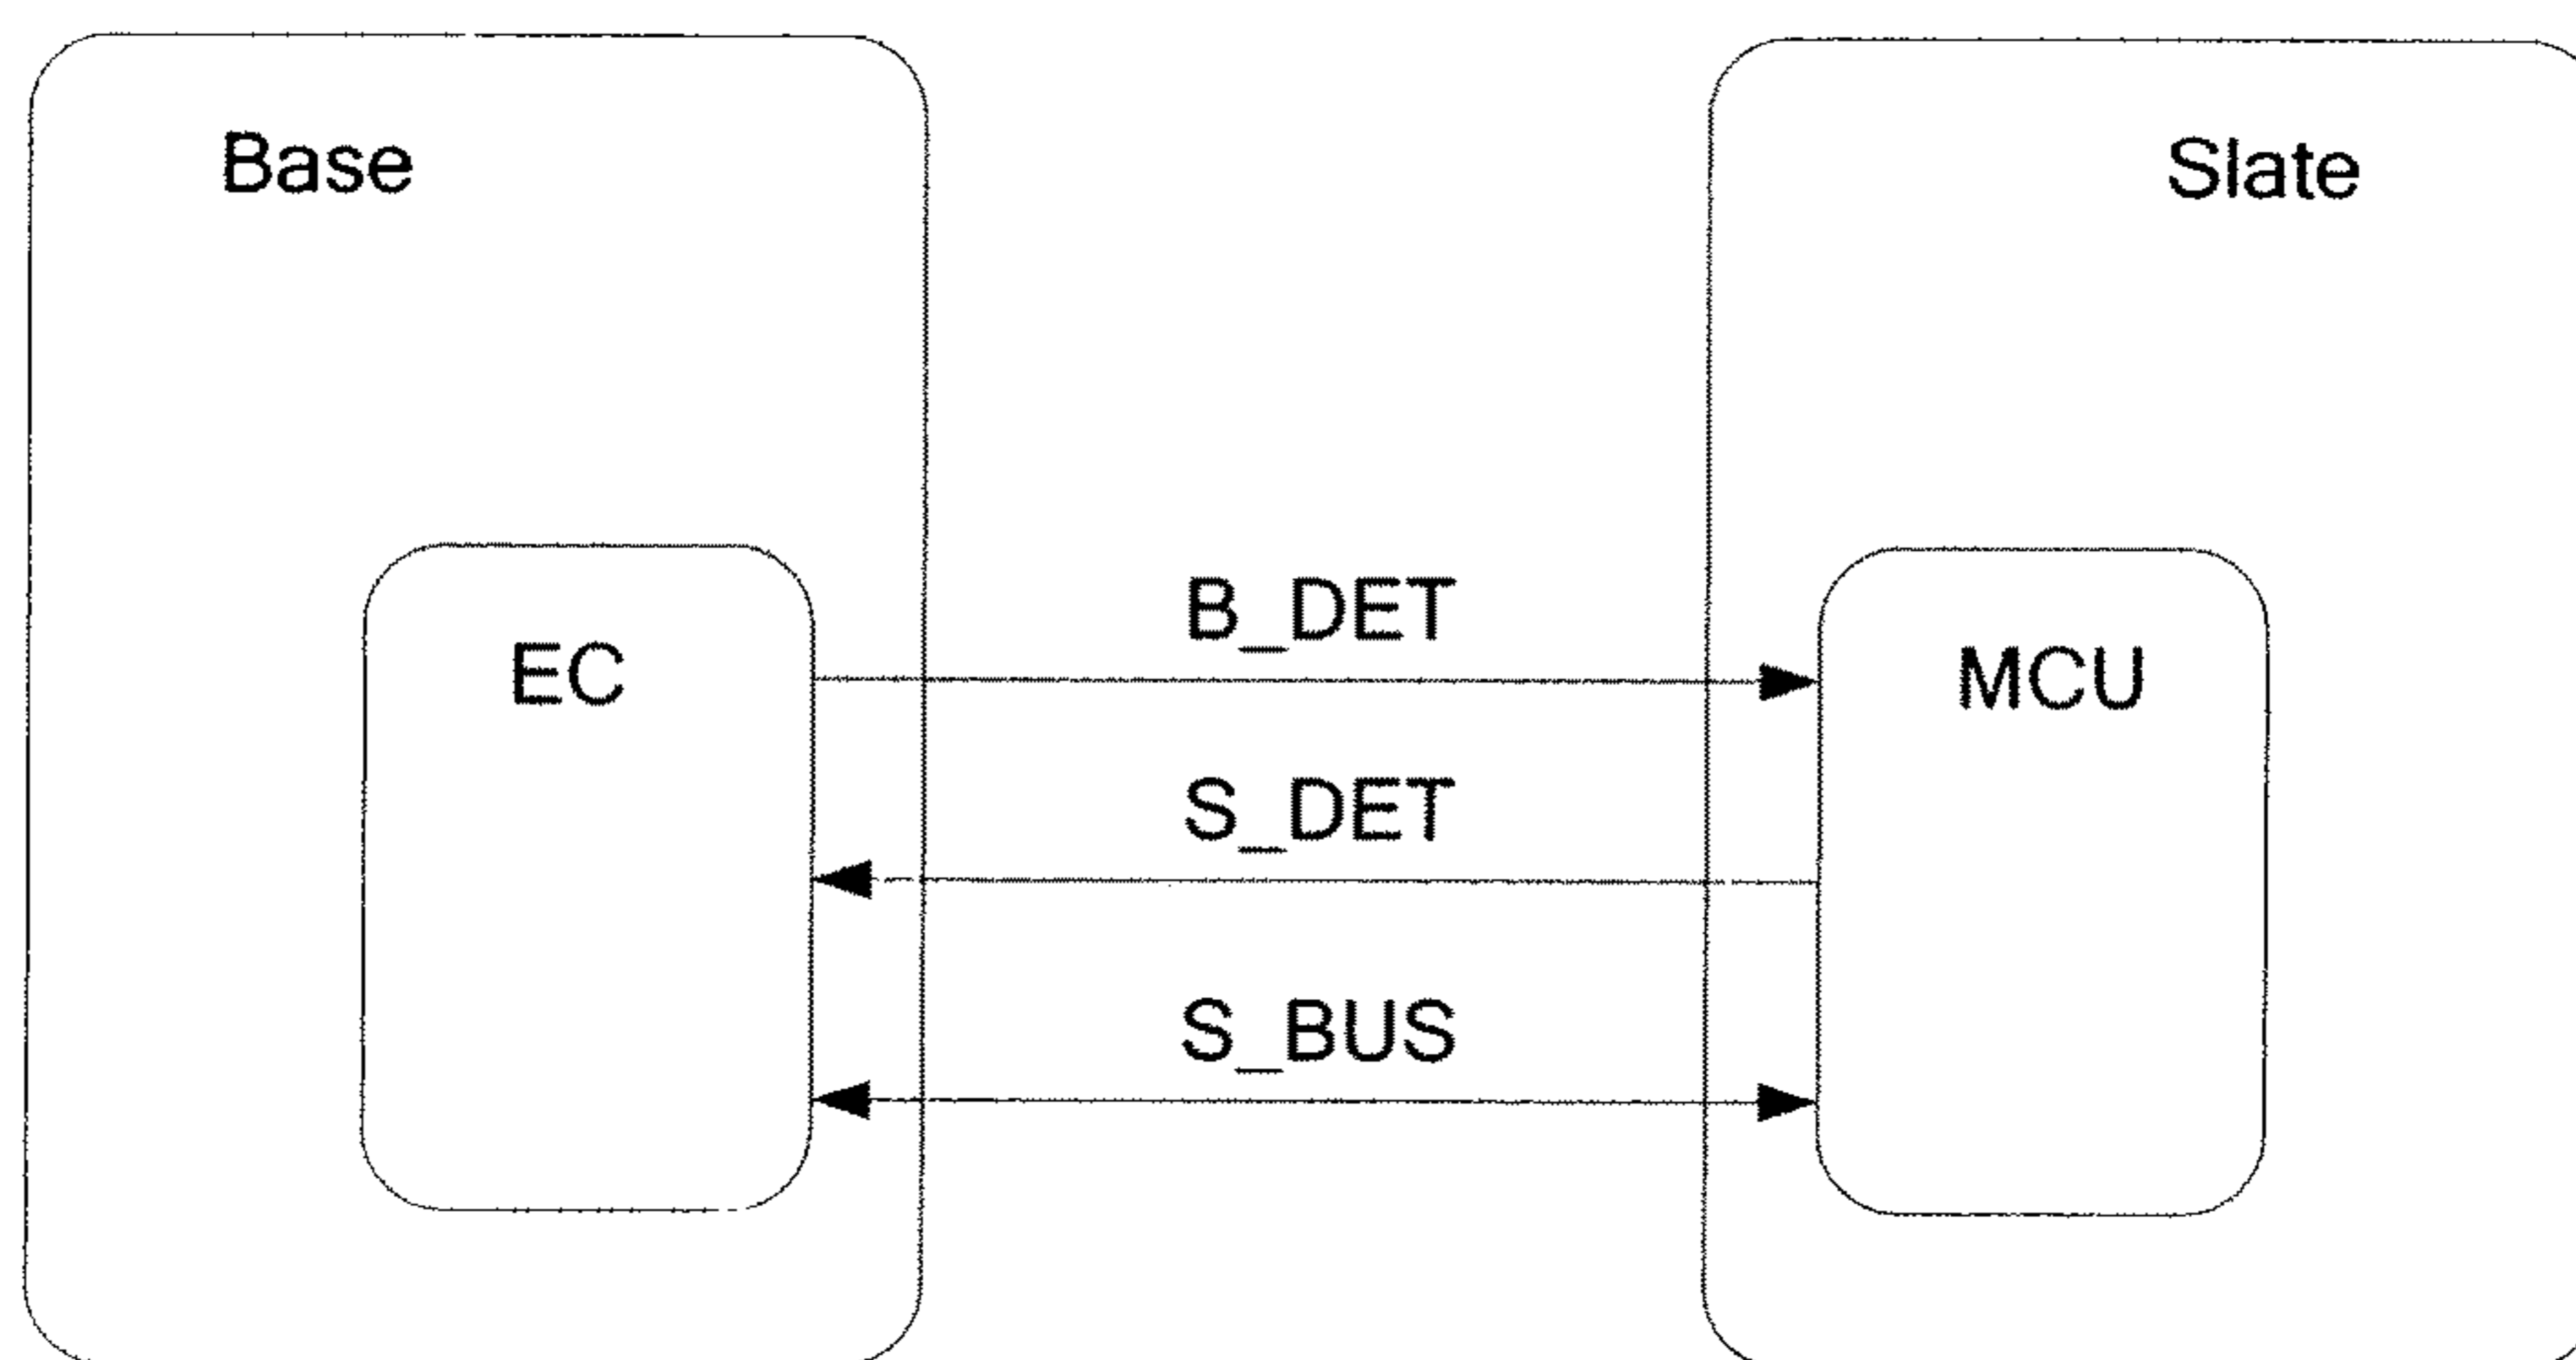 Base
Slate
EC
B_DET
MCU
S_DET
S_BUS